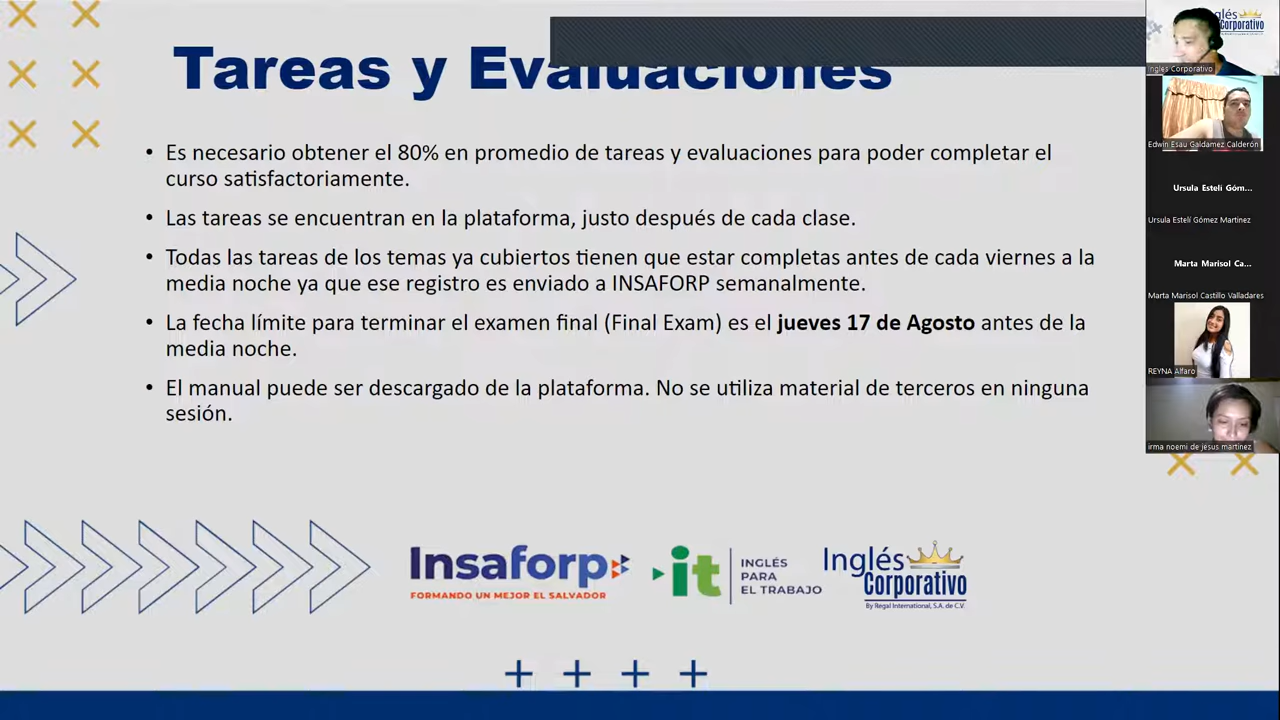 Tareas y Evaluaciones
• Es necesario obtener el 80% en promedio de tareas y evaluaciones para poder completar el
curso satisfactoriamente.
• Las tareas se encuentran en la plataforma, justo después de cada clase.
• Todas las tareas de los temas ya cubiertos tienen que estar completas antes de cada viernes a la
media noche ya que ese registro es enviado a INSAFORP semanalmente.
• La fecha límite para terminar el examen final (Final Exam) es el jueves 17 de Agosto antes de la
media noche.
• El manual puede ser descargado de la plataforma. No se utiliza material de terceros en ninguna
sesión.
Insaforp
FORMANDO UN MEJOR EL SALVADOR
it
INGLÉS
PARA
EL TRABAJO
Inglés
Corporativo
By Regal International, S.A. de C.V.
Inglés Corporativo
Edwin Esau Galdamez Calderón
Ursula Estelí Góm...
Ursula Estelí Gómez Martinez
Marta Marisol Ca...
Marta Marisol Castillo Valladares
REYNA Alfaro
irma noemi de jesus martinez